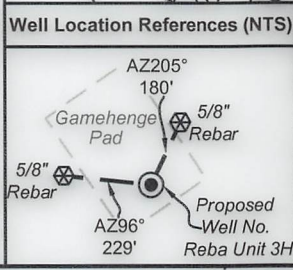 Well Location References (NTS)
AZ205°
180'
Gamehenge
Pad
5/8"
Rebar
5/8"
Rebar
AZ96°
229'
Proposed
Well No.
Reba Unit 3H